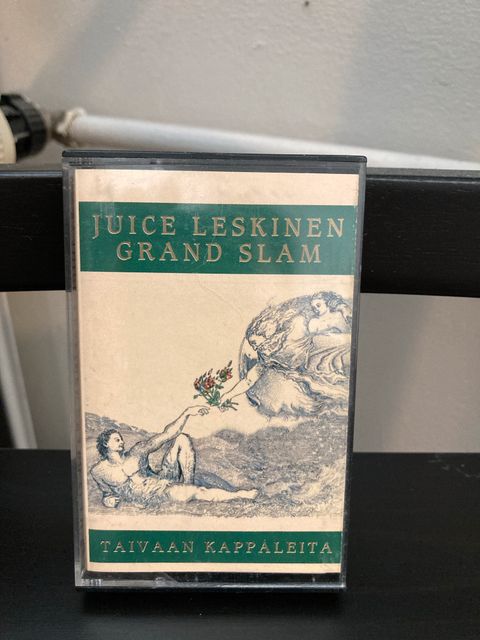 JUICE LESKINEN
GRAND SLAM
TAIVAAN KAPPALEITA